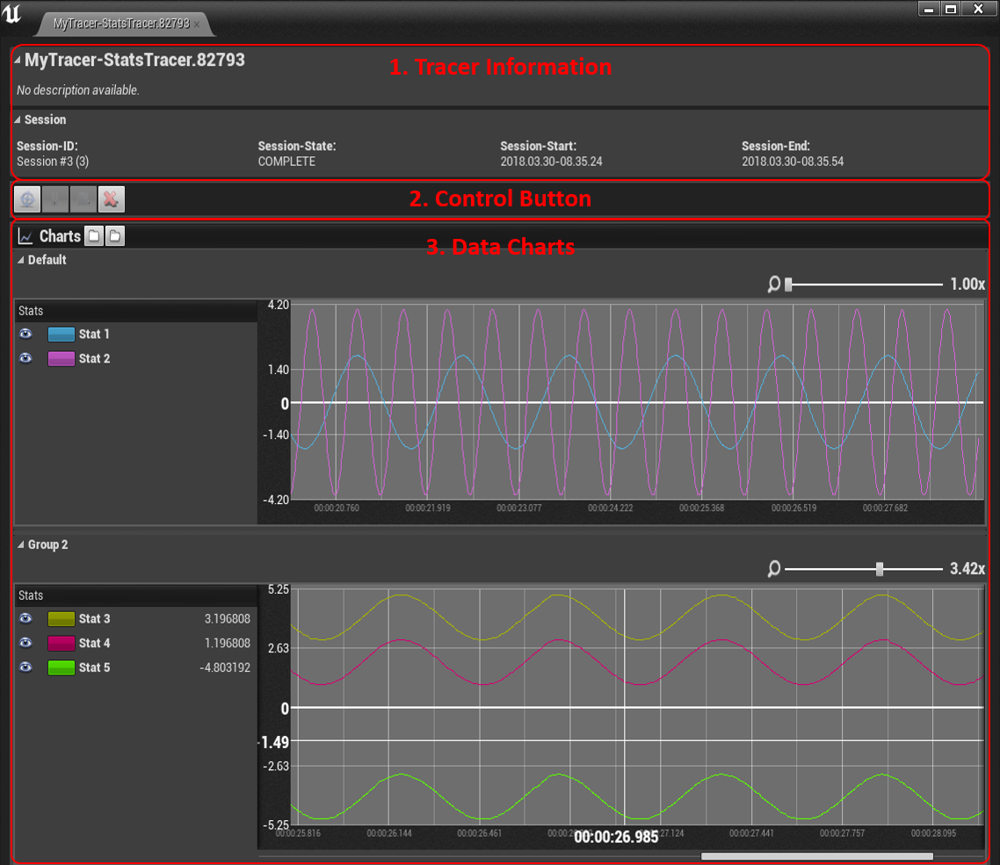 MyTracer-StatsTracer.82793
MyTracer-StatsTracer.82793
1. Tracer Information
No description available.
Session
Session-ID: Session-State: Session-Start: Session-End:
Session #3 (3) COMPLETE 2018.03.30-08.35.24 2018.03.30-08.35.54
2. Control Button
Charts
3. Data Charts
Default
1.00x
Stats
Stat 1
Stat 2
4.20
1.40
0
-1.40
-4.20
00:00:20.760 00:00:21.919 00:00:23.077 00:00:24.222 00:00:25.368 00:00:26.519 00:00:27.682
Group 2
3.42x
Stats
Stat 3 3.196808
Stat 4 1.196808
Stat 5 -4.803192
5.25
2.63
0
-1.49
-2.63
-5.25
00:00:25.816 00:00:26.144 00:00:26.461 00:00:27.124 00:00:27.441 00:00:27.757 00:00:28.095
00:00:26.985